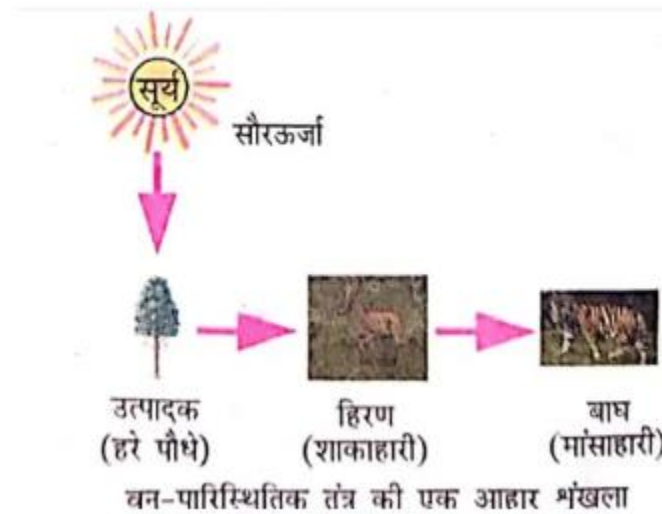 सूर्य
सौरऊर्जा
उत्पादक
(हरे पौधे)
हिरण
(शाकाहारी)
बाघ
(मांसाहारी)
वन-पारिस्थितिक तंत्र की एक आहार शृंखला